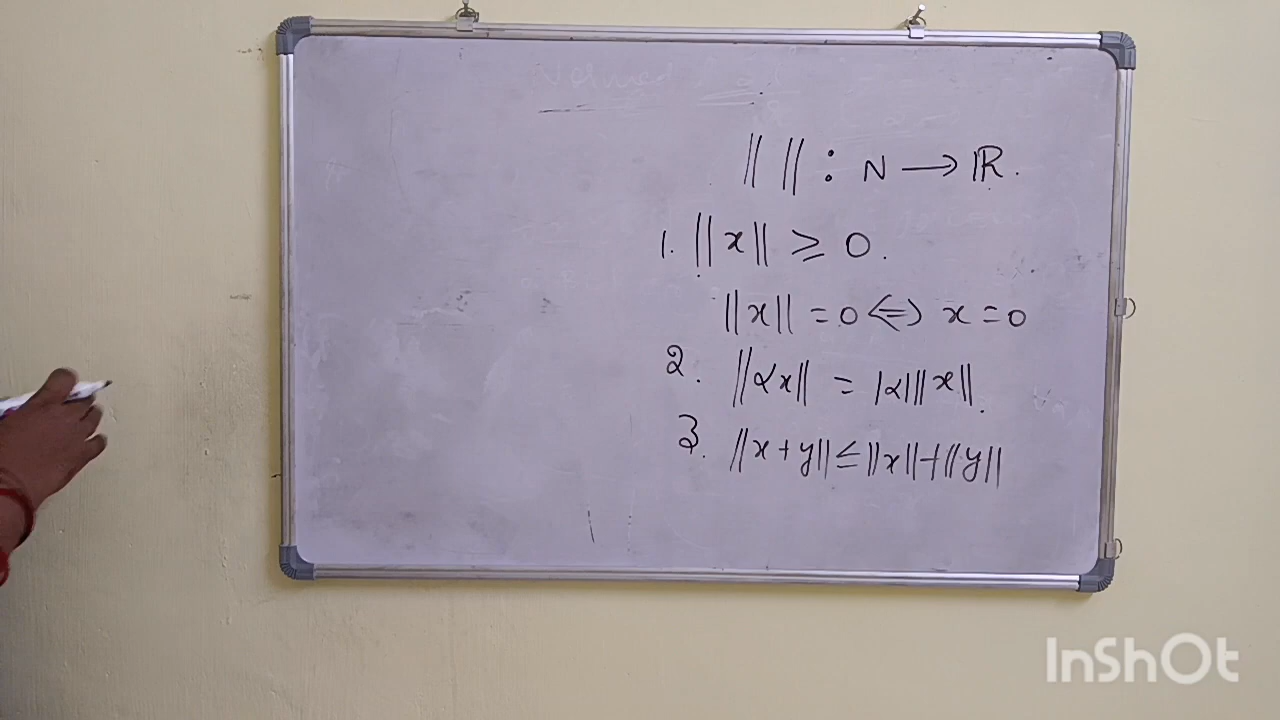 || || : N → ℝ.
1. ||x|| ≥ 0.
||x|| = 0 ⟺ x = 0
2. ||αx|| = |α| ||x||.
3. ||x + y|| ≤ ||x|| + ||y||
InShOt